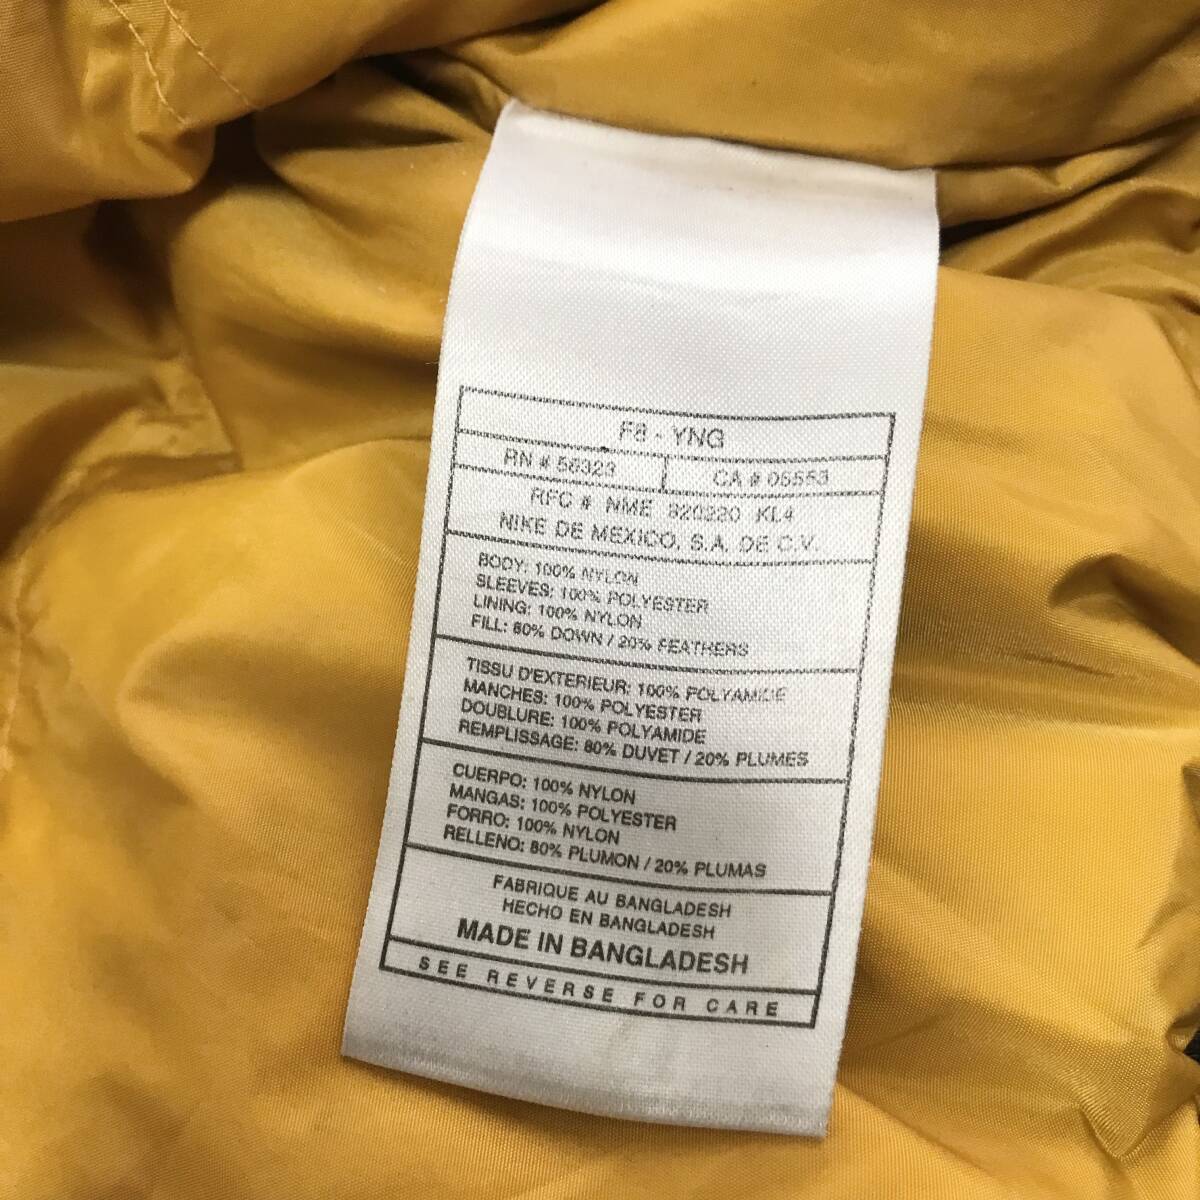 F8 - YNG
RN # 56323 CA # 05553
RFC # NME 920220 KL4
NIKE DE MEXICO, S.A. DE C.V.
BODY: 100% NYLON
SLEEVES: 100% POLYESTER
LINING: 100% NYLON
FILL: 80% DOWN / 20% FEATHERS
TISSU D'EXTERIEUR: 100% POLYAMIDE
MANCHES: 100% POLYESTER
DOUBLURE: 100% POLYAMIDE
REMPLISSAGE: 80% DUVET / 20% PLUMES
CUERPO: 100% NYLON
MANGAS: 100% POLYESTER
FORRO: 100% NYLON
RELLENO: 80% PLUMON / 20% PLUMAS
FABRIQUE AU BANGLADESH
HECHO EN BANGLADESH
MADE IN BANGLADESH
SEE REVERSE FOR CARE